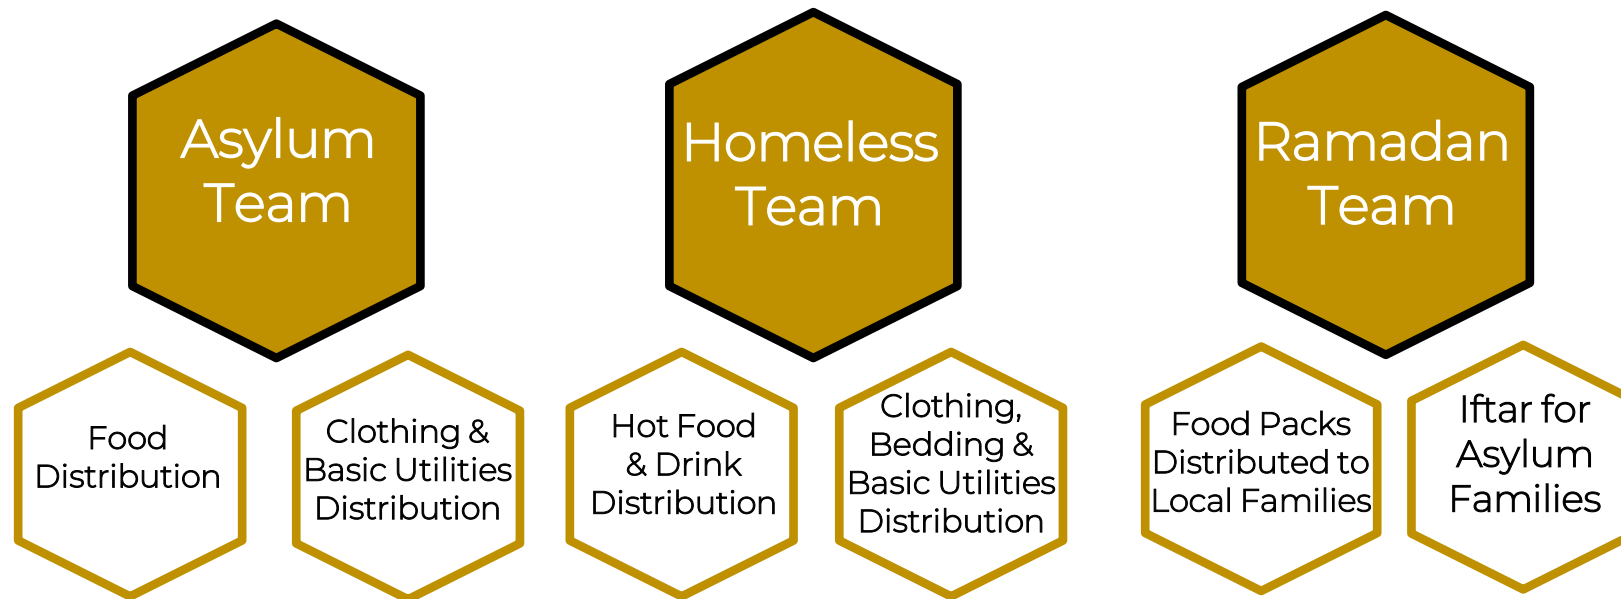 Asylum
Team
Homeless
Team
Ramadan
Team
Food
Distribution
Clothing &
Basic Utilities
Distribution
Hot Food
& Drink
Distribution
Clothing,
Bedding &
Basic Utilities
Distribution
Food Packs
Distributed to
Local Families
Iftar for
Asylum
Families